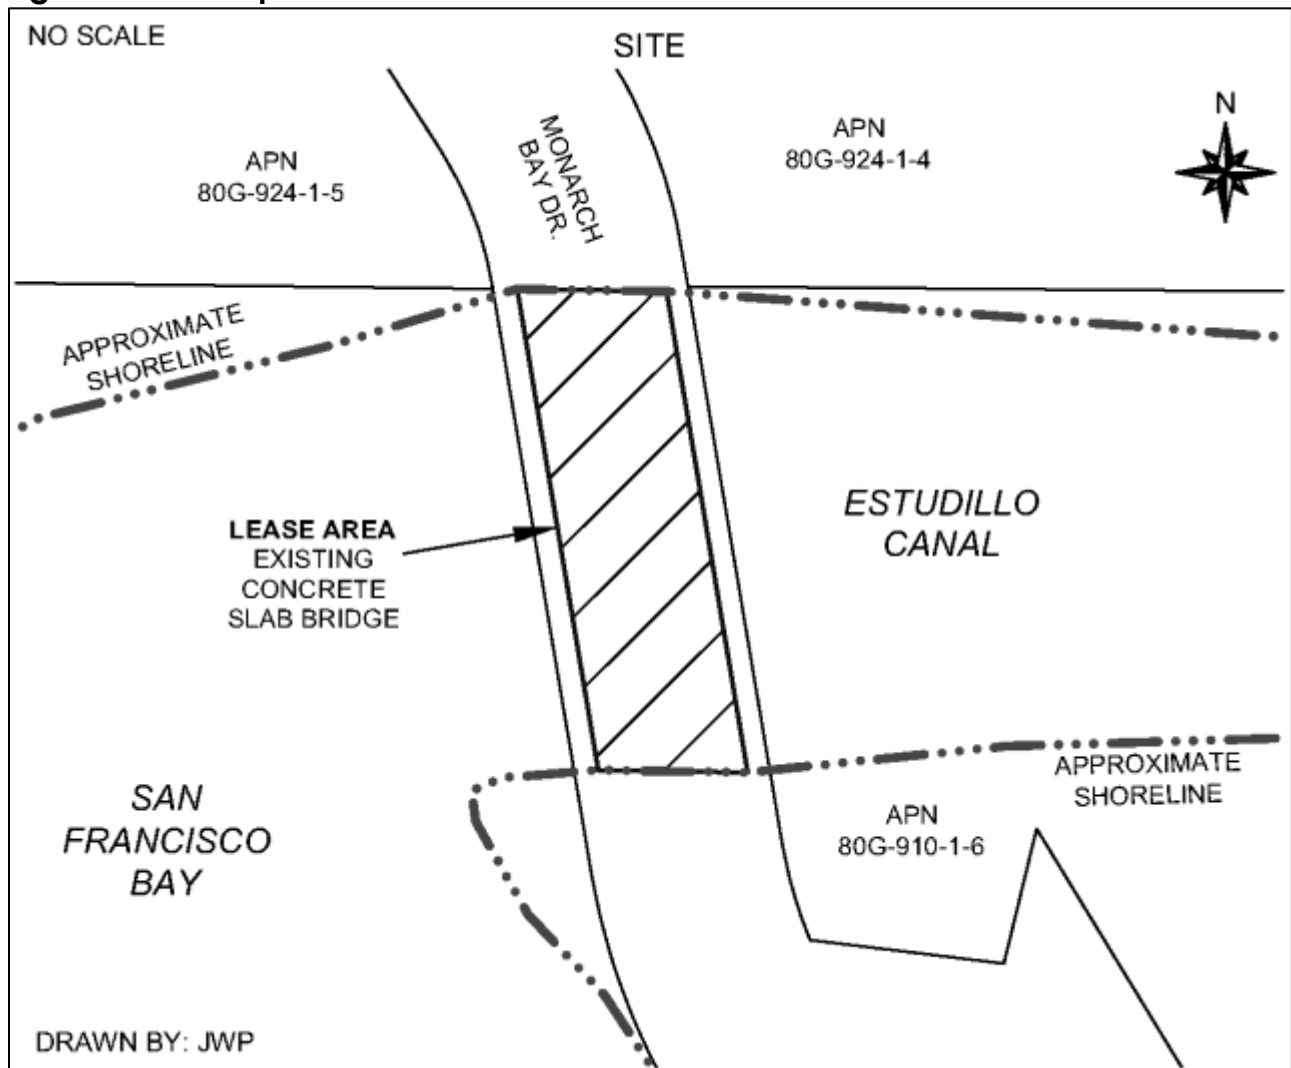 NO SCALE
SITE
N
MONARCH
BAY DR.
APN
80G-924-1-5
APN
80G-924-1-4
APPROXIMATE
SHORELINE
LEASE AREA
EXISTING
CONCRETE
SLAB BRIDGE
ESTUDILLO
CANAL
SAN
FRANCISCO
BAY
APPROXIMATE
SHORELINE
APN
80G-910-1-6
DRAWN BY: JWP